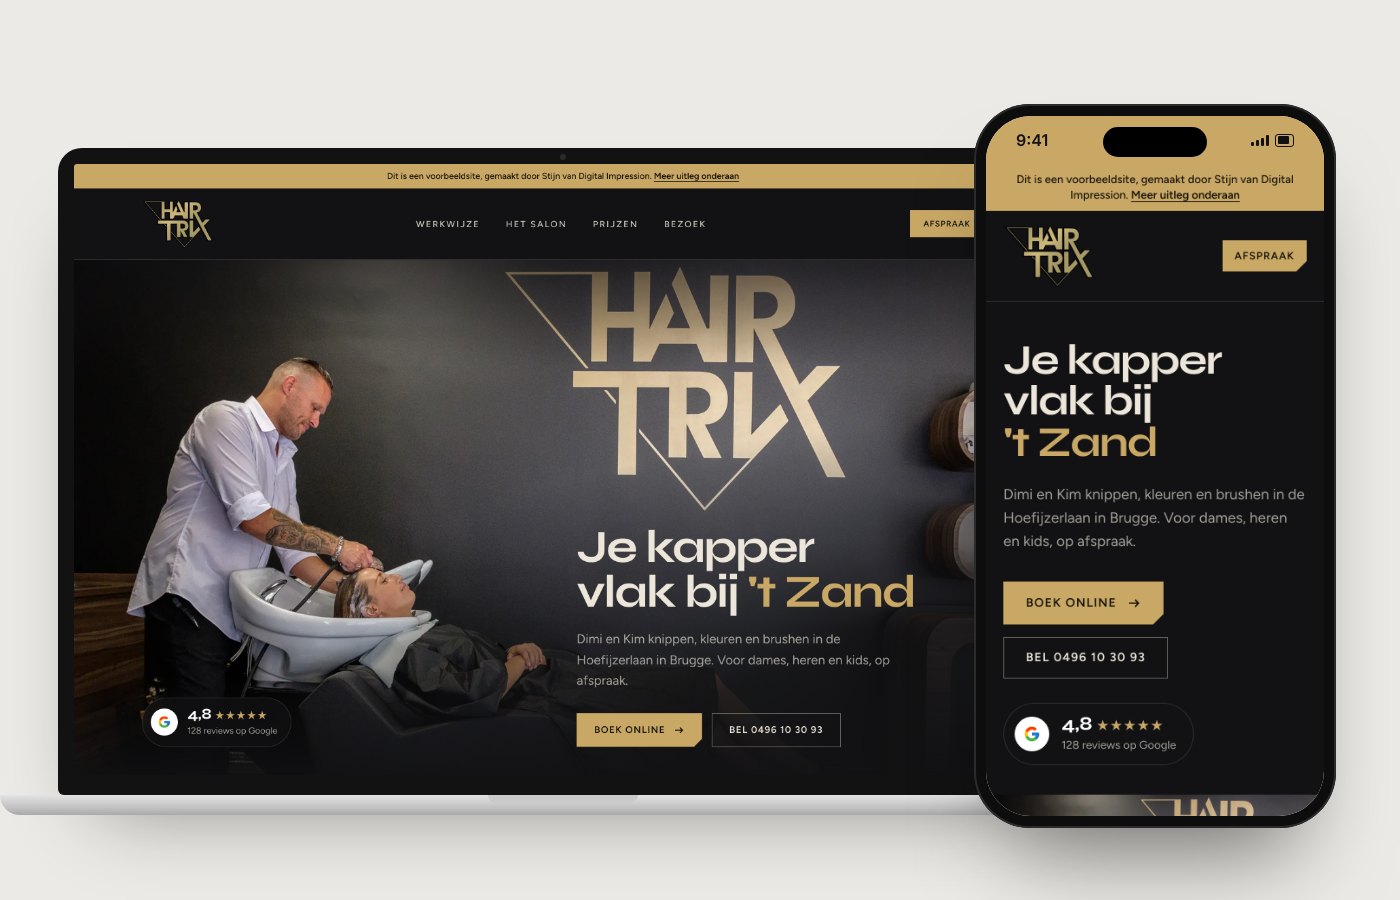 Dit is een voorbeeldsite, gemaakt door Stijn van Digital Impression. Meer uitleg onderaan
HAIR
TRIX
WERKWIJZE HET SALON PRIJZEN BEZOEK
AFSPRAAK
HAIR
TRIX
Je kapper
vlak bij 't Zand
Dimi en Kim knippen, kleuren en brushen in de
Hoefijzerlaan in Brugge. Voor dames, heren en kids, op
afspraak.
BOEK ONLINE →
BEL 0496 10 30 93
G
4,8 ★★★★★
128 reviews op Google
9:41
Dit is een voorbeeldsite, gemaakt door Stijn van Digital
Impression. Meer uitleg onderaan
HAIR
TRIX
AFSPRAAK
Je kapper
vlak bij
't Zand
Dimi en Kim knippen, kleuren en brushen in de
Hoefijzerlaan in Brugge. Voor dames, heren
en kids, op afspraak.
BOEK ONLINE →
BEL 0496 10 30 93
G
4,8 ★★★★★
128 reviews op Google
HAIR